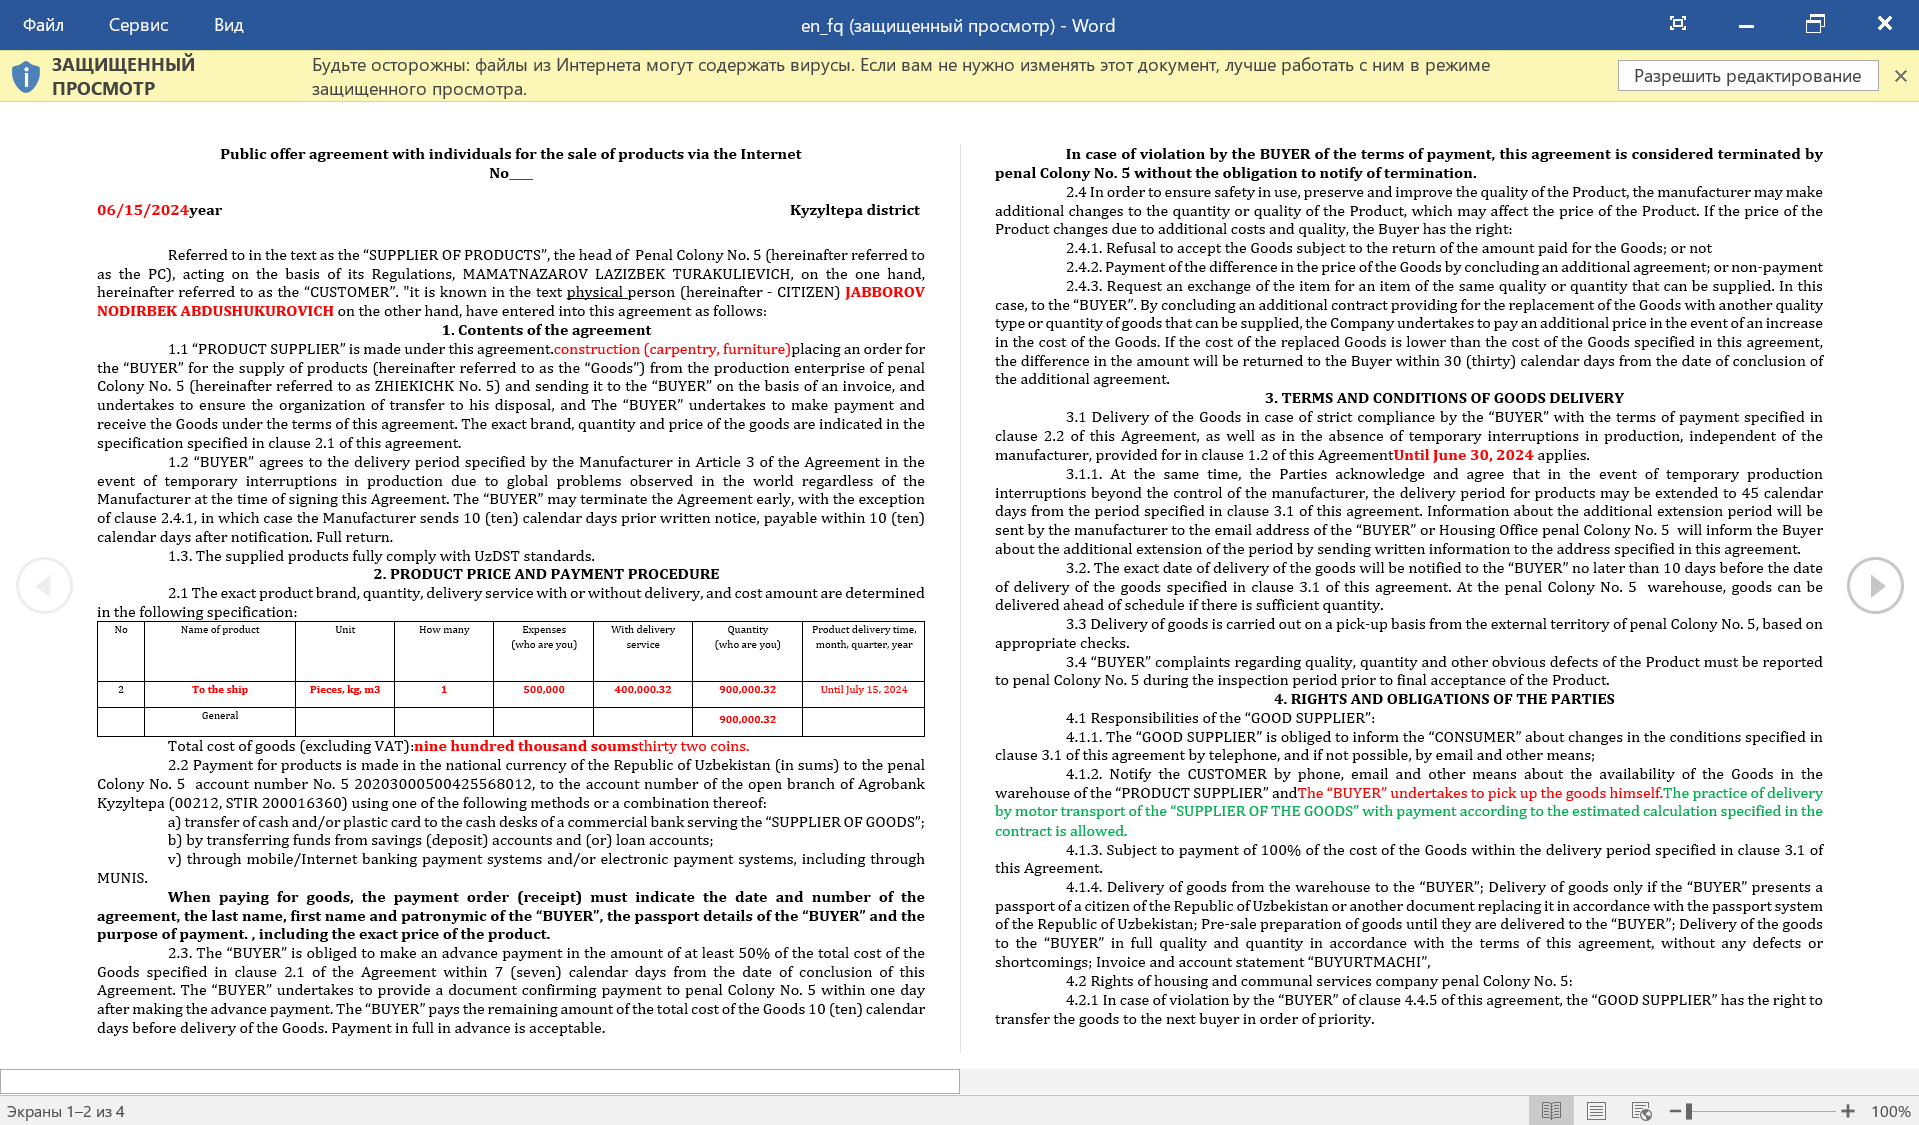 Файл Сервис Вид en_fq (защищенный просмотр) - Word
ЗАЩИЩЕННЫЙ ПРОСМОТР
Будьте осторожны: файлы из Интернета могут содержать вирусы. Если вам не нужно изменять этот документ, лучше работать с ним в режиме
защищенного просмотра.
Разрешить редактирование
Public offer agreement with individuals for the sale of products via the Internet
No___
06/15/2024year Kyzyltepa district
Referred to in the text as the “SUPPLIER OF PRODUCTS”, the head of Penal Colony No. 5 (hereinafter referred to
as the PC), acting on the basis of its Regulations, MAMATNAZAROV LAZIZBEK TURAKULIEVICH, on the one hand,
hereinafter referred to as the “CUSTOMER”. "it is known in the text physical person (hereinafter - CITIZEN) JABBOROV
NODIRBEK ABDUSHUKUROVICH on the other hand, have entered into this agreement as follows:
1. Contents of the agreement
1.1 “PRODUCT SUPPLIER” is made under this agreement.construction (carpentry, furniture)placing an order for
the “BUYER” for the supply of products (hereinafter referred to as the “Goods”) from the production enterprise of penal
Colony No. 5 (hereinafter referred to as ZHIEKICHK No. 5) and sending it to the “BUYER” on the basis of an invoice, and
undertakes to ensure the organization of transfer to his disposal, and The “BUYER” undertakes to make payment and
receive the Goods under the terms of this agreement. The exact brand, quantity and price of the goods are indicated in the
specification specified in clause 2.1 of this agreement.
1.2 “BUYER” agrees to the delivery period specified by the Manufacturer in Article 3 of the Agreement in the
event of temporary interruptions in production due to global problems observed in the world regardless of the
Manufacturer at the time of signing this Agreement. The “BUYER” may terminate the Agreement early, with the exception
of clause 2.4.1, in which case the Manufacturer sends 10 (ten) calendar days prior written notice, payable within 10 (ten)
calendar days after notification. Full return.
1.3. The supplied products fully comply with UzDST standards.
2. PRODUCT PRICE AND PAYMENT PROCEDURE
2.1 The exact product brand, quantity, delivery service with or without delivery, and cost amount are determined
in the following specification:
No Name of product Unit How many Expenses (who are you) With delivery service Quantity (who are you) Product delivery time, month, quarter, year
2 To the ship Pieces, kg, m3 1 500,000 400,000.32 900,000.32 Until July 15, 2024
General 900,000.32
Total cost of goods (excluding VAT):nine hundred thousand soumsthirty two coins.
2.2 Payment for products is made in the national currency of the Republic of Uzbekistan (in sums) to the penal
Colony No. 5 account number No. 5 20203000500425568012, to the account number of the open branch of Agrobank
Kyzyltepa (00212, STIR 200016360) using one of the following methods or a combination thereof:
a) transfer of cash and/or plastic card to the cash desks of a commercial bank serving the “SUPPLIER OF GOODS”;
b) by transferring funds from savings (deposit) accounts and (or) loan accounts;
v) through mobile/Internet banking payment systems and/or electronic payment systems, including through
MUNIS.
When paying for goods, the payment order (receipt) must indicate the date and number of the
agreement, the last name, first name and patronymic of the “BUYER”, the passport details of the “BUYER” and the
purpose of payment. , including the exact price of the product.
2.3. The “BUYER” is obliged to make an advance payment in the amount of at least 50% of the total cost of the
Goods specified in clause 2.1 of the Agreement within 7 (seven) calendar days from the date of conclusion of this
Agreement. The “BUYER” undertakes to provide a document confirming payment to penal Colony No. 5 within one day
after making the advance payment. The “BUYER” pays the remaining amount of the total cost of the Goods 10 (ten) calendar
days before delivery of the Goods. Payment in full in advance is acceptable.
In case of violation by the BUYER of the terms of payment, this agreement is considered terminated by
penal Colony No. 5 without the obligation to notify of termination.
2.4 In order to ensure safety in use, preserve and improve the quality of the Product, the manufacturer may make
additional changes to the quantity or quality of the Product, which may affect the price of the Product. If the price of the
Product changes due to additional costs and quality, the Buyer has the right:
2.4.1. Refusal to accept the Goods subject to the return of the amount paid for the Goods; or not
2.4.2. Payment of the difference in the price of the Goods by concluding an additional agreement; or non-payment
2.4.3. Request an exchange of the item for an item of the same quality or quantity that can be supplied. In this
case, to the “BUYER”. By concluding an additional contract providing for the replacement of the Goods with another quality
type or quantity of goods that can be supplied, the Company undertakes to pay an additional price in the event of an increase
in the cost of the Goods. If the cost of the replaced Goods is lower than the cost of the Goods specified in this agreement,
the difference in the amount will be returned to the Buyer within 30 (thirty) calendar days from the date of conclusion of
the additional agreement.
3. TERMS AND CONDITIONS OF GOODS DELIVERY
3.1 Delivery of the Goods in case of strict compliance by the “BUYER” with the terms of payment specified in
clause 2.2 of this Agreement, as well as in the absence of temporary interruptions in production, independent of the
manufacturer, provided for in clause 1.2 of this AgreementUntil June 30, 2024 applies.
3.1.1. At the same time, the Parties acknowledge and agree that in the event of temporary production
interruptions beyond the control of the manufacturer, the delivery period for products may be extended to 45 calendar
days from the period specified in clause 3.1 of this agreement. Information about the additional extension period will be
sent by the manufacturer to the email address of the “BUYER” or Housing Office penal Colony No. 5 will inform the Buyer
about the additional extension of the period by sending written information to the address specified in this agreement.
3.2. The exact date of delivery of the goods will be notified to the “BUYER” no later than 10 days before the date
of delivery of the goods specified in clause 3.1 of this agreement. At the penal Colony No. 5 warehouse, goods can be
delivered ahead of schedule if there is sufficient quantity.
3.3 Delivery of goods is carried out on a pick-up basis from the external territory of penal Colony No. 5, based on
appropriate checks.
3.4 “BUYER” complaints regarding quality, quantity and other obvious defects of the Product must be reported
to penal Colony No. 5 during the inspection period prior to final acceptance of the Product.
4. RIGHTS AND OBLIGATIONS OF THE PARTIES
4.1 Responsibilities of the “GOOD SUPPLIER”:
4.1.1. The “GOOD SUPPLIER” is obliged to inform the “CONSUMER” about changes in the conditions specified in
clause 3.1 of this agreement by telephone, and if not possible, by email and other means;
4.1.2. Notify the CUSTOMER by phone, email and other means about the availability of the Goods in the
warehouse of the “PRODUCT SUPPLIER” andThe “BUYER” undertakes to pick up the goods himself.The practice of delivery
by motor transport of the “SUPPLIER OF THE GOODS” with payment according to the estimated calculation specified in the
contract is allowed.
4.1.3. Subject to payment of 100% of the cost of the Goods within the delivery period specified in clause 3.1 of
this Agreement.
4.1.4. Delivery of goods from the warehouse to the “BUYER”; Delivery of goods only if the “BUYER” presents a
passport of a citizen of the Republic of Uzbekistan or another document replacing it in accordance with the passport system
of the Republic of Uzbekistan; Pre-sale preparation of goods until they are delivered to the “BUYER”; Delivery of the goods
to the “BUYER” in full quality and quantity in accordance with the terms of this agreement, without any defects or
shortcomings; Invoice and account statement “BUYURTMACHI”,
4.2 Rights of housing and communal services company penal Colony No. 5:
4.2.1 In case of violation by the “BUYER” of clause 4.4.5 of this agreement, the “GOOD SUPPLIER” has the right to
transfer the goods to the next buyer in order of priority.
Экраны 1–2 из 4 100%